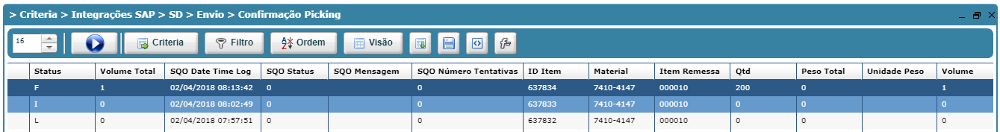 > Criteria > Integrações SAP > SD > Envio > Confirmação Picking
16 Criteria Filtro Ordem Visão
Status Volume Total SQO Date Time Log SQO Status SQO Mensagem SQO Número Tentativas ID Item Material Item Remessa Qtd Peso Total Unidade Peso Volume
F 1 02/04/2018 08:13:42 0 0 637834 7410-4147 000010 200 0 1
I 0 02/04/2018 08:02:49 0 0 637833 7410-4147 000010 0 0 0
L 0 02/04/2018 07:57:51 0 0 637832 7410-4147 000010 0 0 0